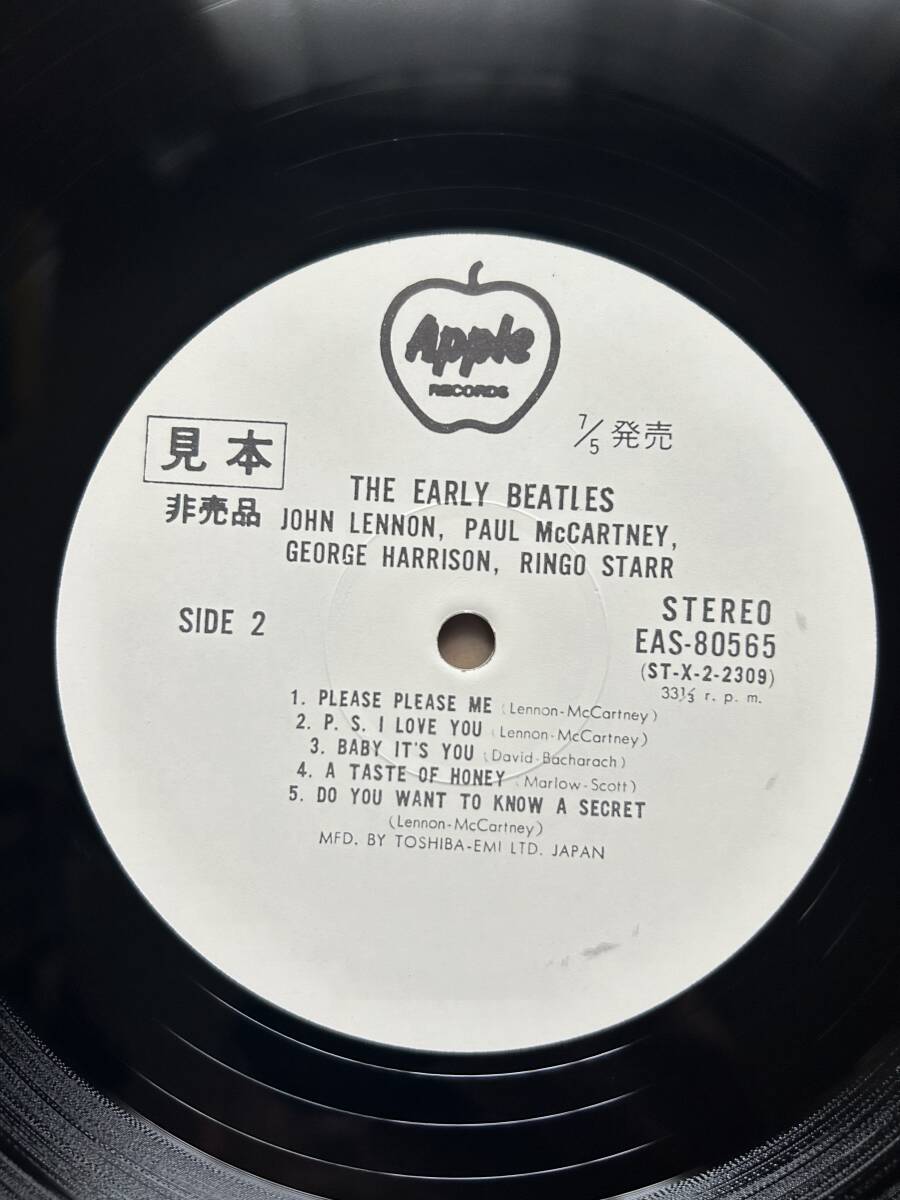 Apple
RECORDS
7/5 発売
見本
非売品
THE EARLY BEATLES
JOHN LENNON, PAUL McCARTNEY,
GEORGE HARRISON, RINGO STARR
SIDE 2
STEREO
EAS-80565
(ST-X-2-2309)
33⅓ r. p. m.
1. PLEASE PLEASE ME (Lennon-McCartney)
2. P. S. I LOVE YOU (Lennon-McCartney)
3. BABY IT'S YOU (David-Bacharach)
4. A TASTE OF HONEY (Marlow-Scott)
5. DO YOU WANT TO KNOW A SECRET
(Lennon-McCartney)
MFD. BY TOSHIBA-EMI LTD. JAPAN